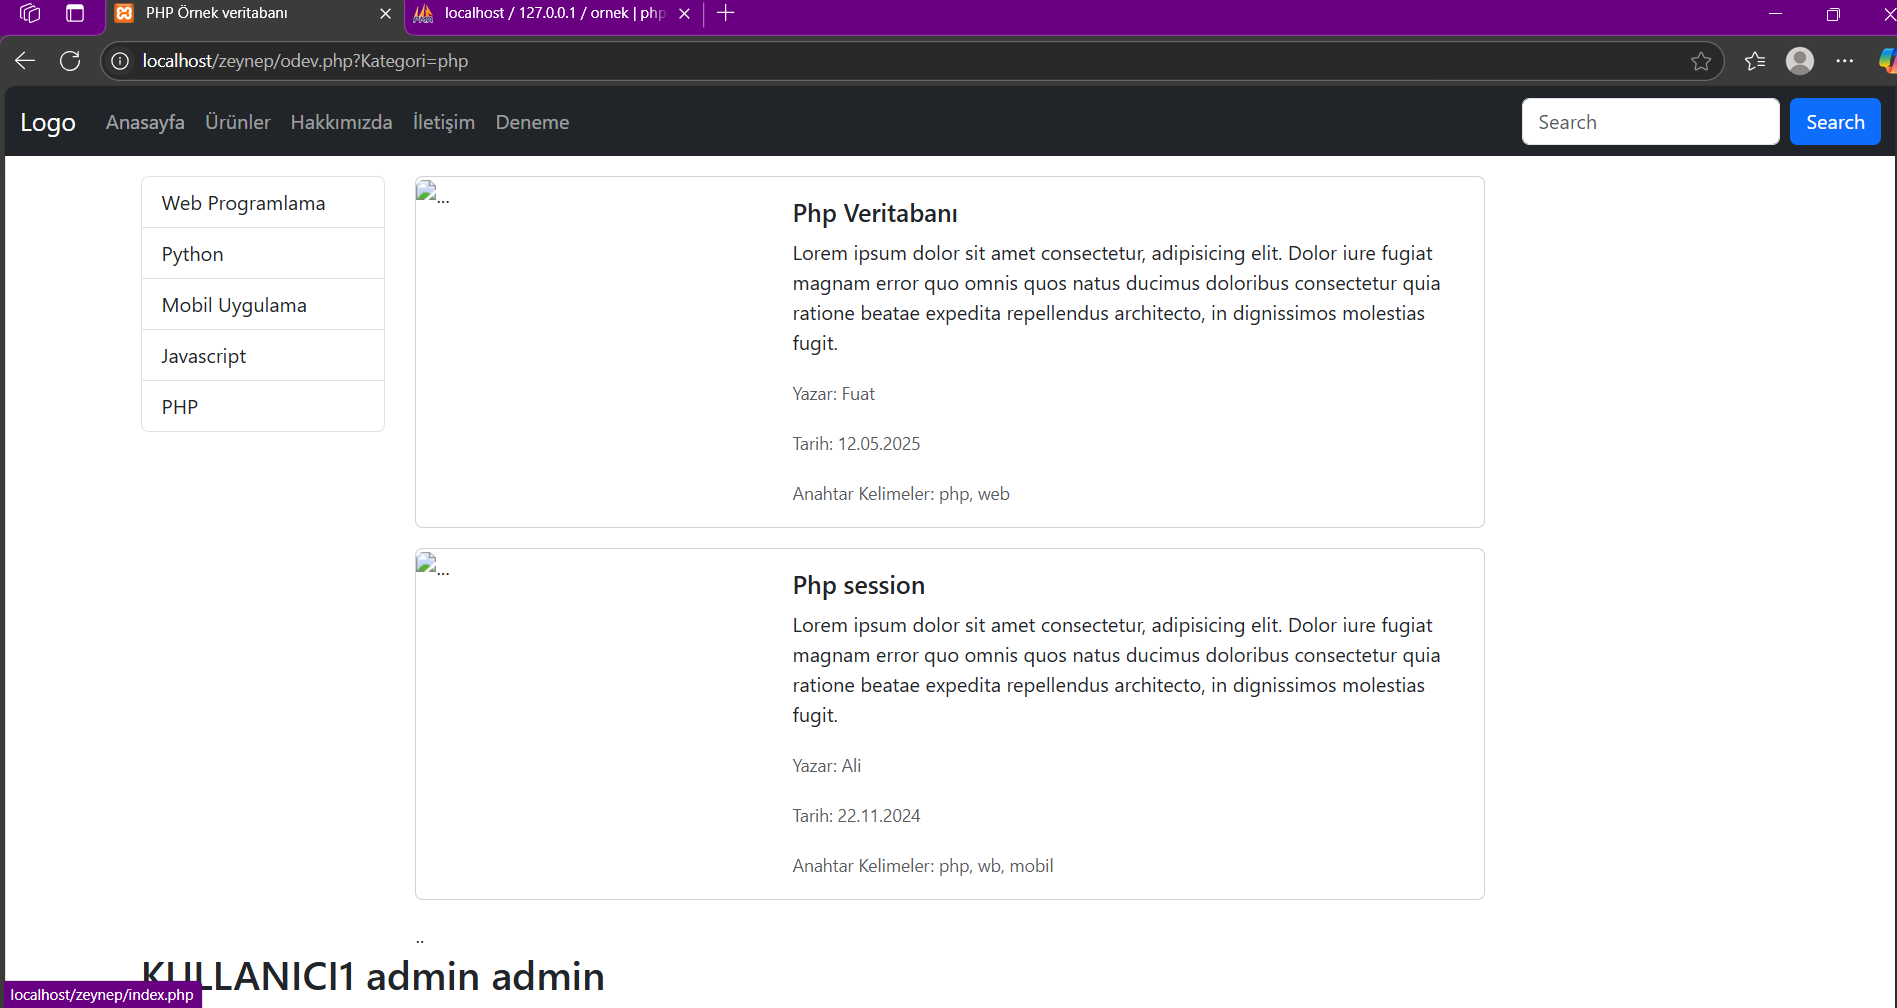 PHP Örnek veritabanı
localhost / 127.0.0.1 / ornek | php
localhost/zeynep/odev.php?Kategori=php
Logo
Anasayfa
Ürünler
Hakkımızda
İletişim
Deneme
Search
Search
Web Programlama
Python
Mobil Uygulama
Javascript
PHP
...
Php Veritabanı
Lorem ipsum dolor sit amet consectetur, adipisicing elit. Dolor iure fugiat
magnam error quo omnis quos natus ducimus doloribus consectetur quia
ratione beatae expedita repellendus architecto, in dignissimos molestias
fugit.
Yazar: Fuat
Tarih: 12.05.2025
Anahtar Kelimeler: php, web
...
Php session
Lorem ipsum dolor sit amet consectetur, adipisicing elit. Dolor iure fugiat
magnam error quo omnis quos natus ducimus doloribus consectetur quia
ratione beatae expedita repellendus architecto, in dignissimos molestias
fugit.
Yazar: Ali
Tarih: 22.11.2024
Anahtar Kelimeler: php, wb, mobil
..
KULLANICI1 admin admin
localhost/zeynep/index.php